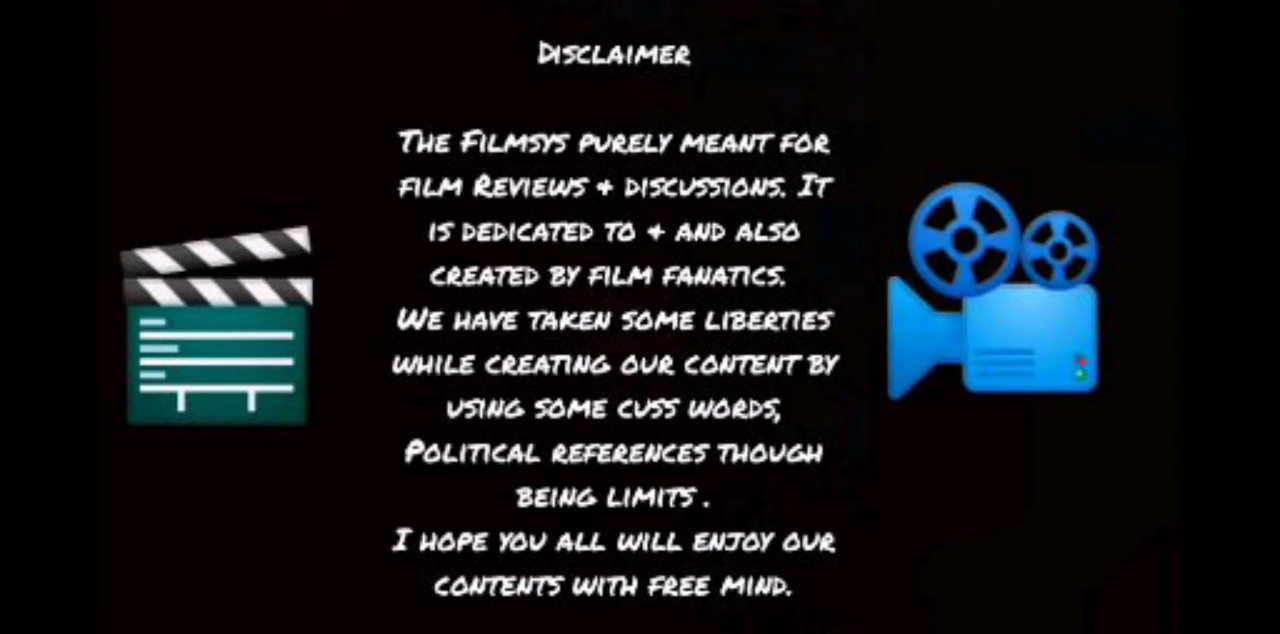 Disclaimer
The Filmsys purely meant for
film Reviews & discussions. It
is dedicated to & and also
created by film fanatics.
We have taken some liberties
while creating our content by
using some cuss words,
Political references though
being limits .
I hope you all will enjoy our
contents with free mind.